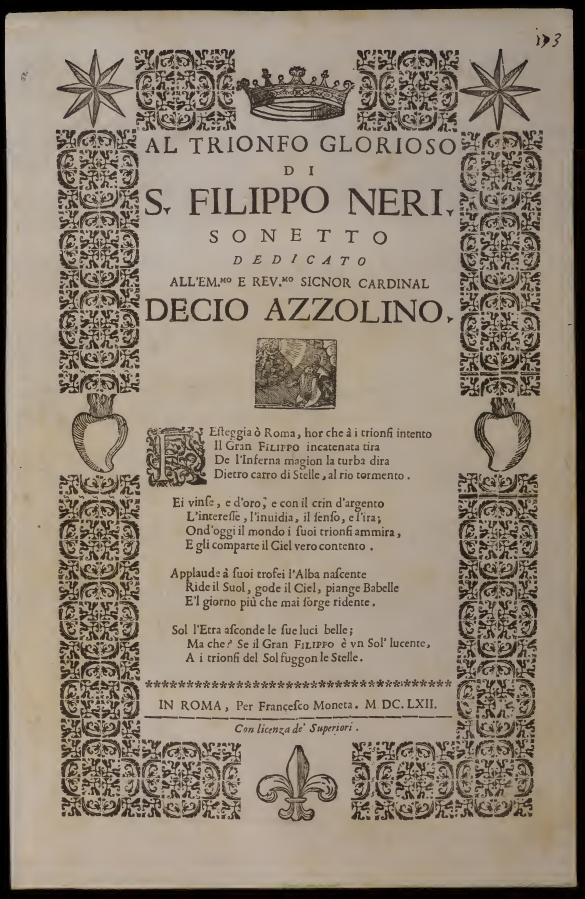 AL TRIONFO GLORIOSO
DI
S. FILIPPO NERI.
SONETTO
DEDICATO
ALL'EM.MO E REV.MO SIGNOR CARDINAL
DECIO AZZOLINO.
FEſteggia ò Roma, hor che à i trionfi intento
Il Gran FILIPPO incatenata tira
De l'Inferna magion la turba dira
Dietro carro di Stelle, al rio tormento.
Ei vinſe, e d'oro, e con il crin d'argento
L'intereſſe, l'inuidia, il ſenſo, e l'ira;
Ond'oggi il mondo i ſuoi trionfi ammira,
E gli comparte il Ciel vero contento.
Applaude à ſuoi trofei l'Alba naſcente
Ride il Suol, gode il Ciel, piange Babelle
E'l giorno più che mai ſorge ridente.
Sol l'Etra aſconde le ſue luci belle;
Ma che? Se il Gran FILIPPO è vn Sol' lucente,
A i trionfi del Sol fuggon le Stelle.
IN ROMA, Per Franceſco Moneta. M DC. LXII.
Con licenza de' Superiori.